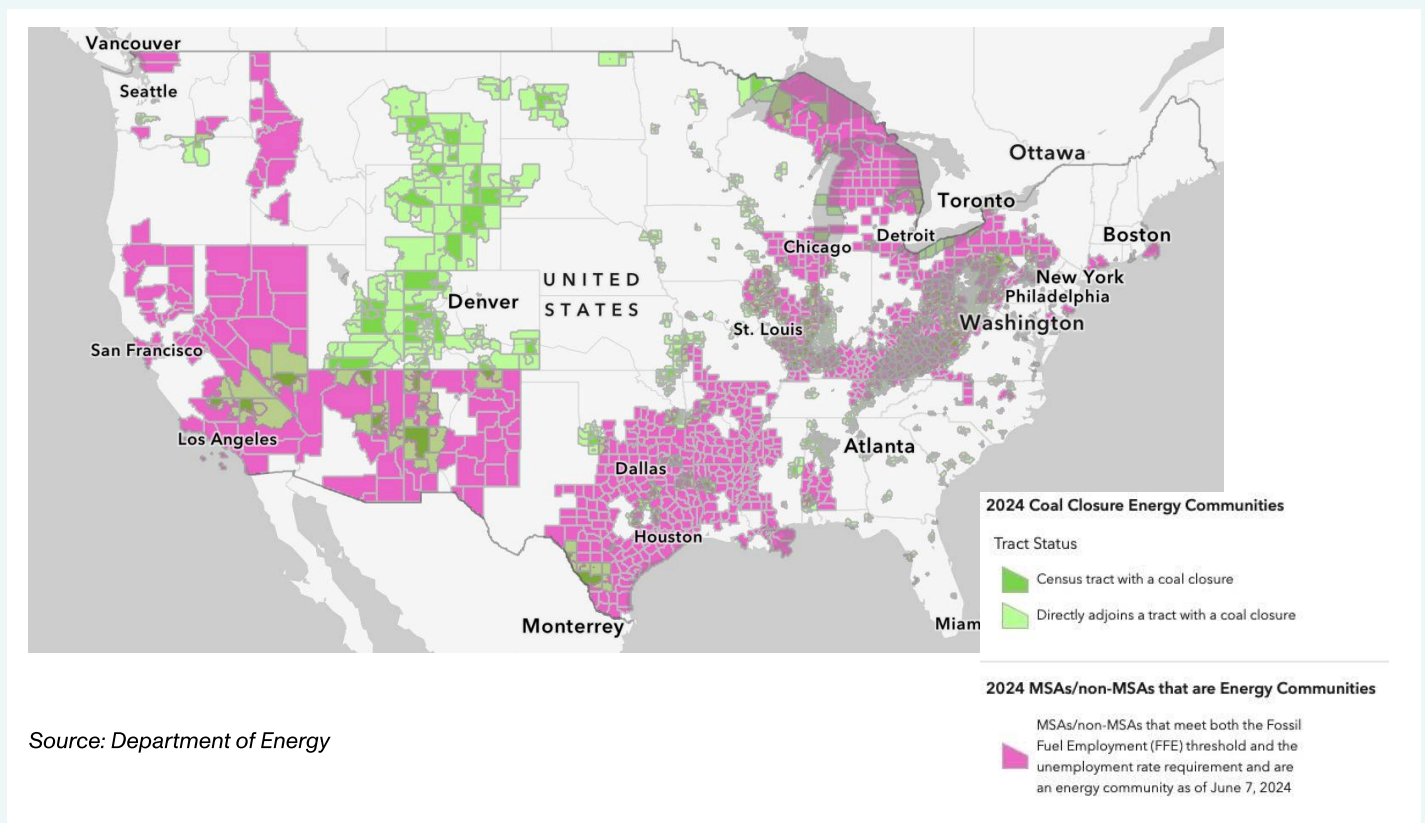 Vancouver
Seattle
Ottawa
Toronto
Detroit
Boston
Chicago
New York
UNITED
Philadelphia
Denver
STATES
St. Louis
Washington
San Francisco
Los Angeles
Atlanta
Dallas
Houston
Monterrey
Miam
2024 Coal Closure Energy Communities
Tract Status
Census tract with a coal closure
Directly adjoins a tract with a coal closure
2024 MSAs/non-MSAs that are Energy Communities
MSAs/non-MSAs that meet both the Fossil
Fuel Employment (FFE) threshold and the
unemployment rate requirement and are
an energy community as of June 7, 2024
Source: Department of Energy